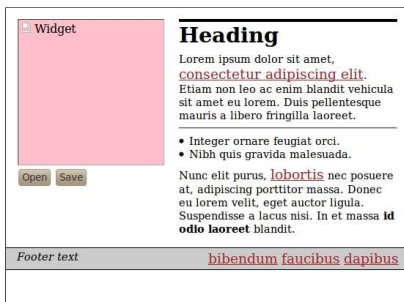 Widget
Open Save
Heading
Lorem ipsum dolor sit amet,
consectetur adipiscing elit.
Etiam non leo ac enim blandit vehicula
sit amet eu lorem. Duis pellentesque
mauris a libero fringilla laoreet.
Integer ornare feugiat orci.
Nibh quis gravida malesuada.
Nunc elit purus, lobortis nec posuere
at, adipiscing porttitor massa. Donec
eu lorem velit, eget auctor ligula.
Suspendisse a lacus nisi. In et massa id
odio laoreet blandit.
Footer text
bibendum faucibus dapibus